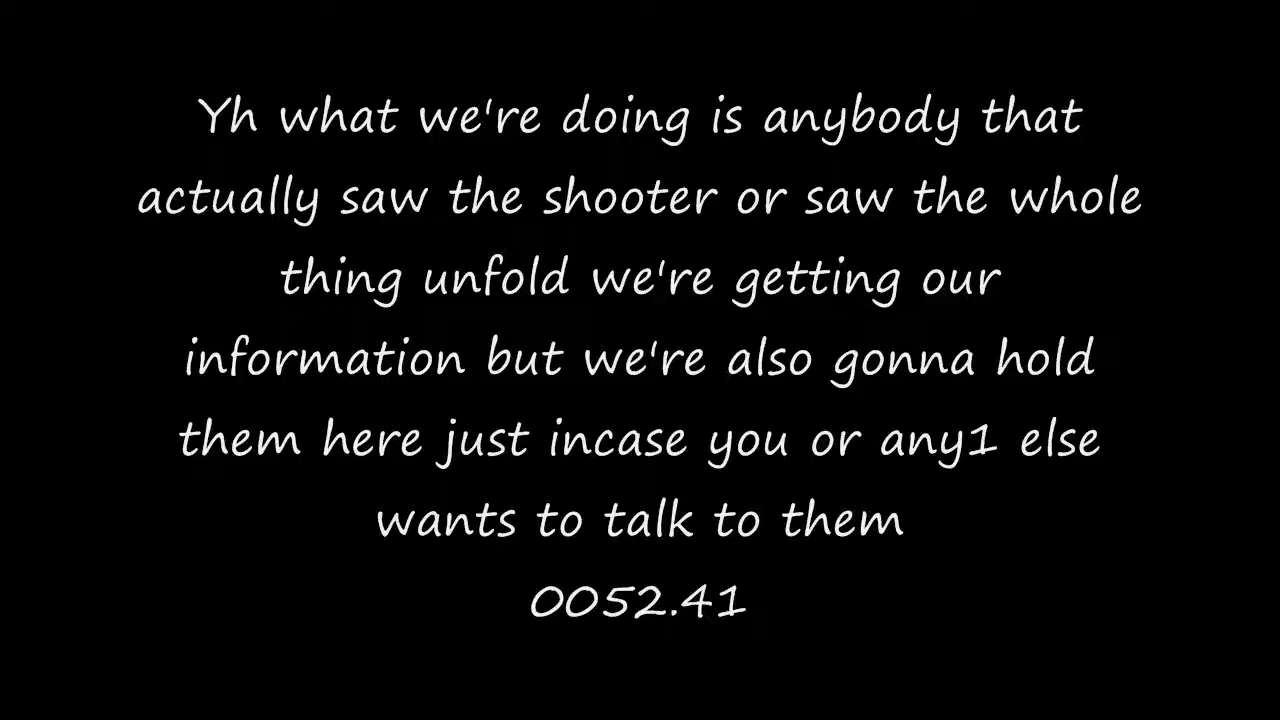 Yh what we're doing is anybody that
actually saw the shooter or saw the whole
thing unfold we're getting our
information but we're also gonna hold
them here just incase you or any1 else
wants to talk to them
0052.41